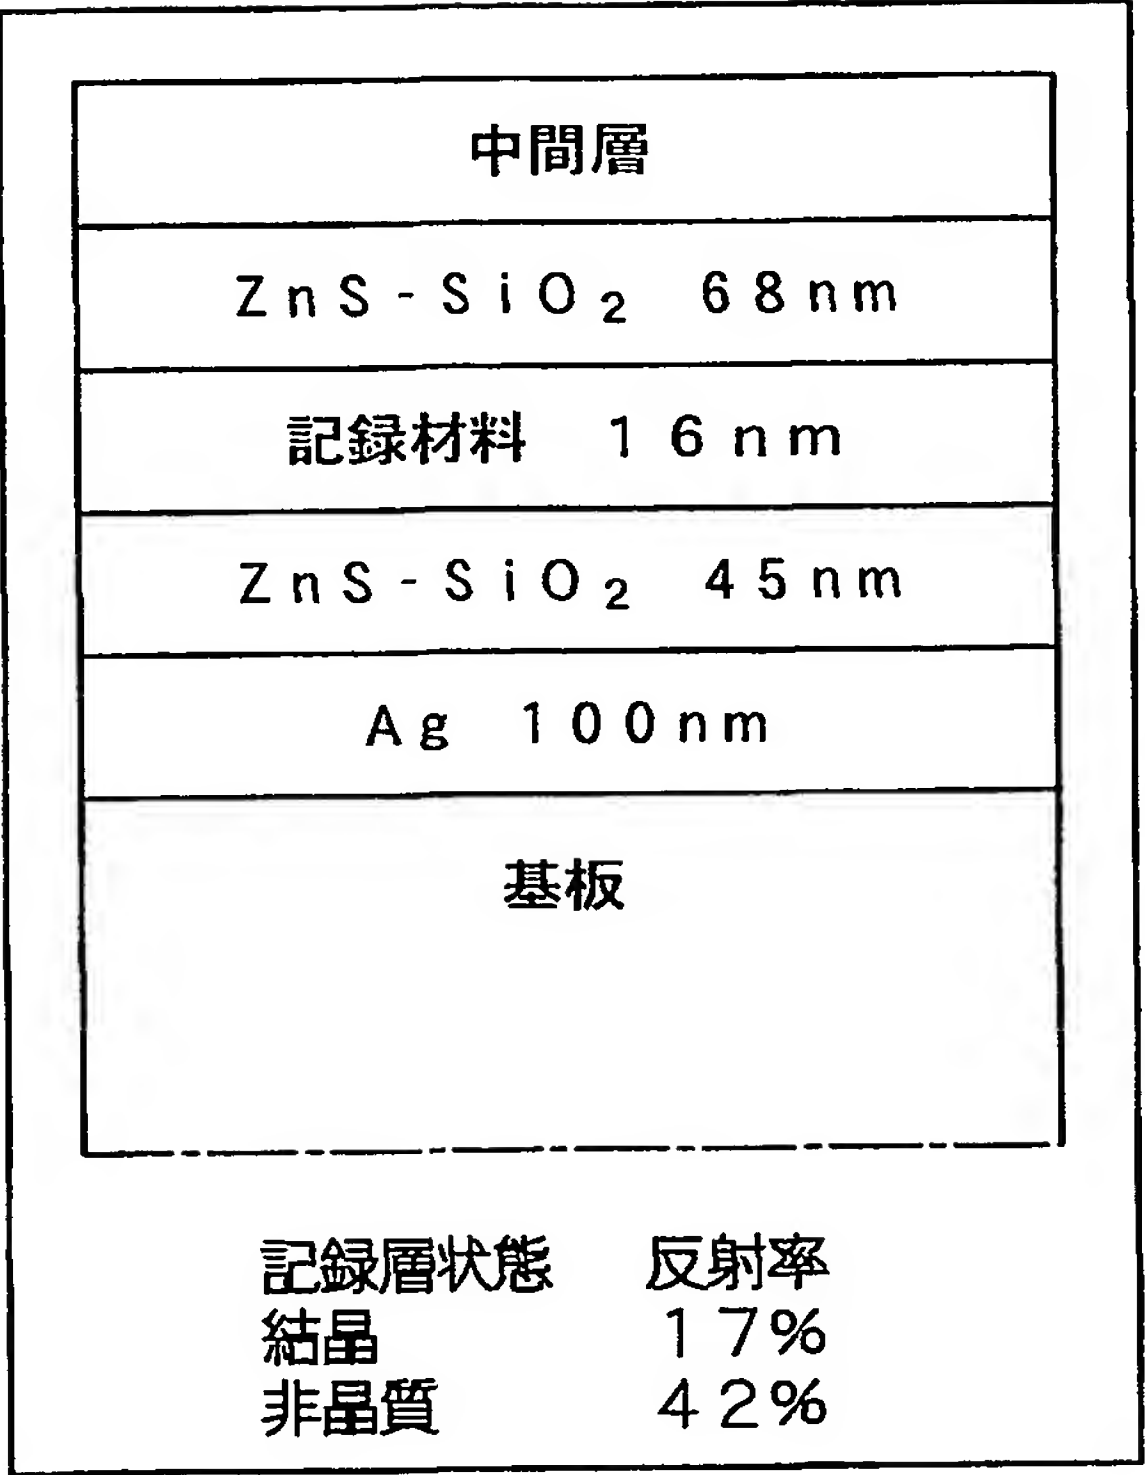 中間層
ZnS-SiO₂ 68nm
記録材料 16nm
ZnS-SiO₂ 45nm
Ag 100nm
基板
記録層状態 反射率
結晶 17%
非晶質 42%